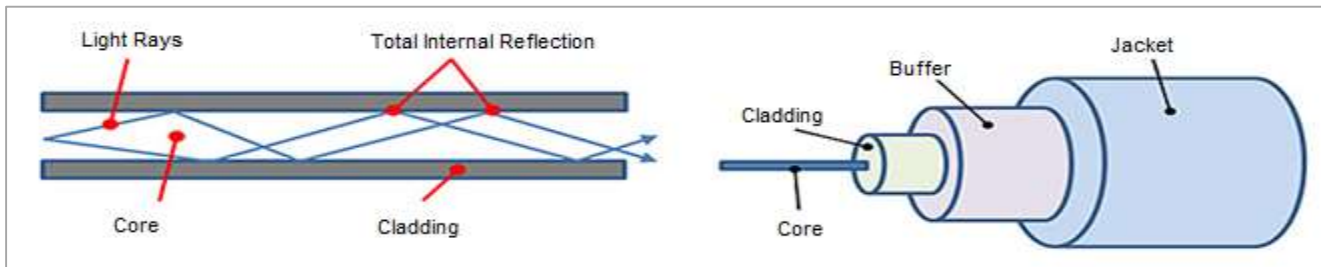 Light Rays
Total Internal Reflection
Core
Cladding
Jacket
Buffer
Cladding
Core